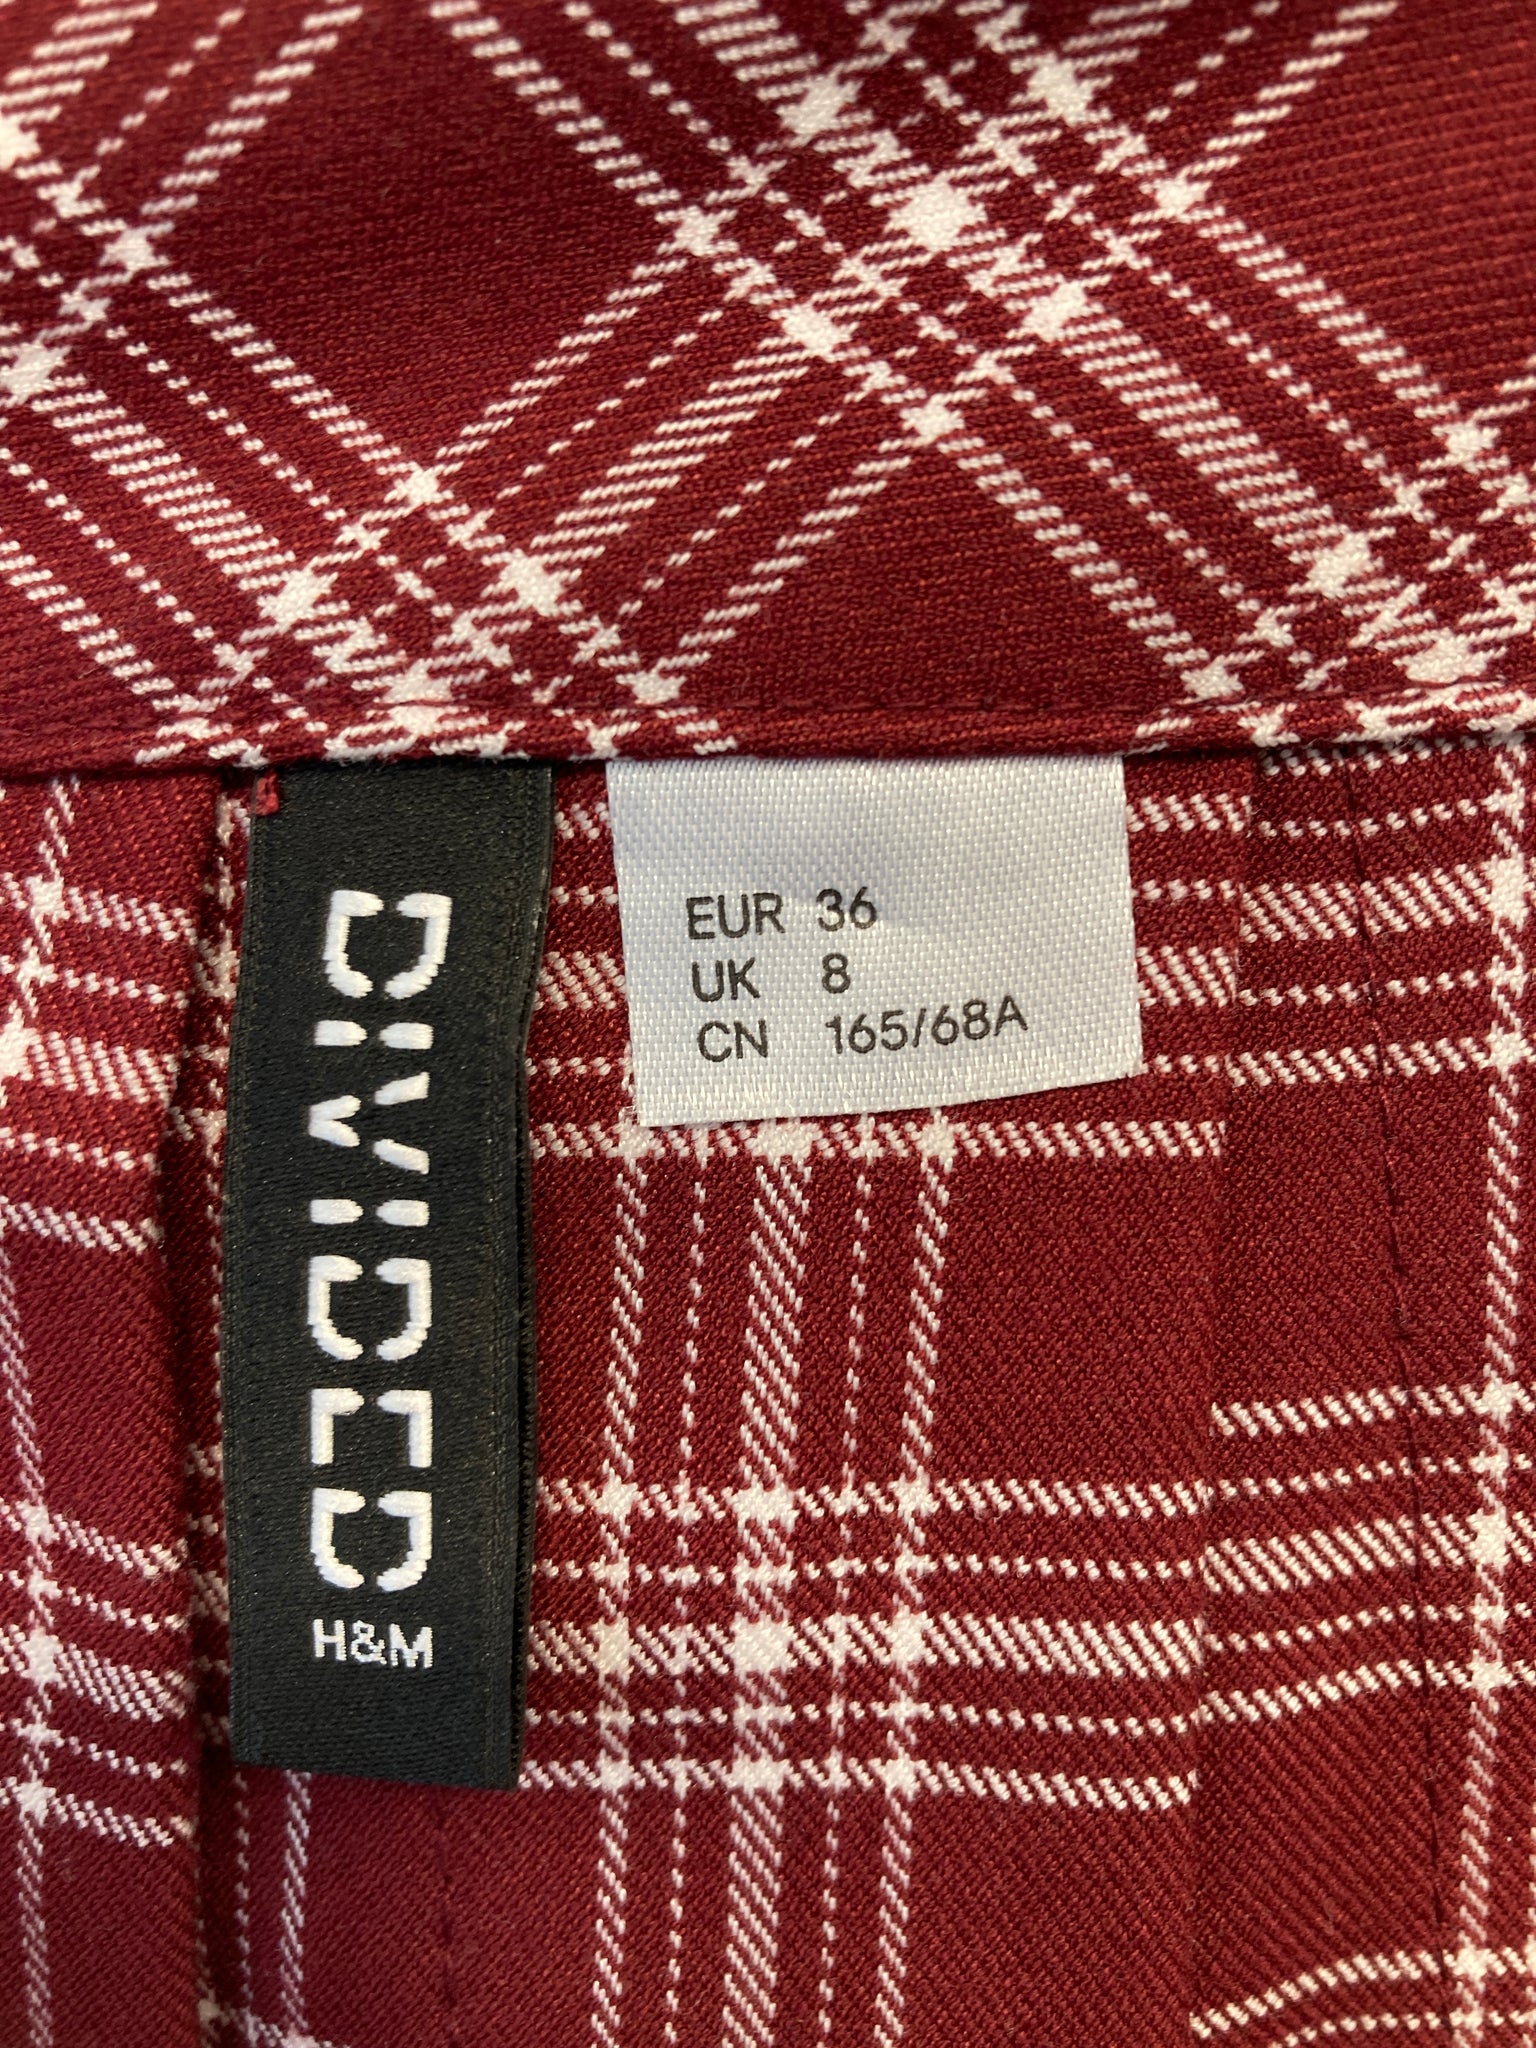 DIVIDED
H&M
EUR 36
UK 8
CN 165/68A